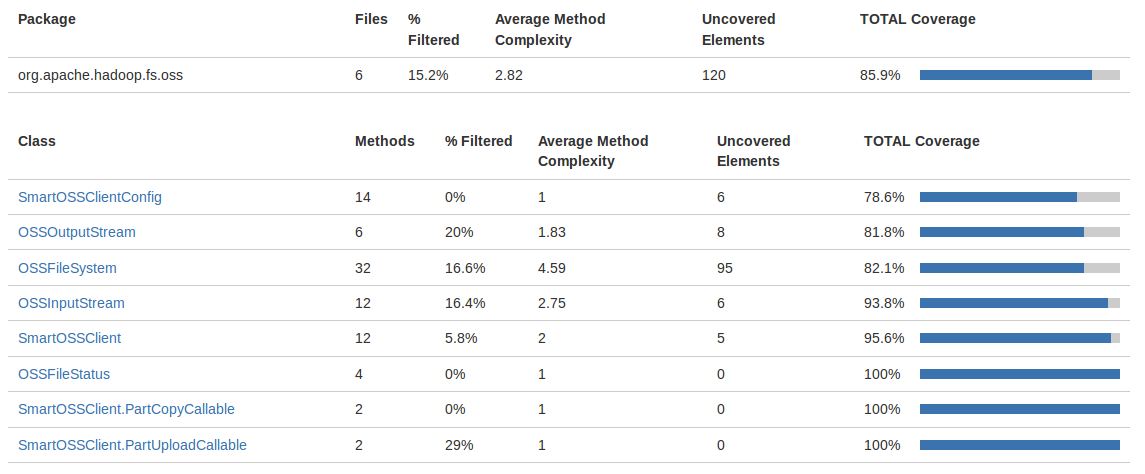 Package Files % Filtered Average Method Complexity Uncovered Elements TOTAL Coverage
org.apache.hadoop.fs.oss 6 15.2% 2.82 120 85.9%
Class Methods % Filtered Average Method Complexity Uncovered Elements TOTAL Coverage
SmartOSSClientConfig 14 0% 1 6 78.6%
OSSOutputStream 6 20% 1.83 8 81.8%
OSSFileSystem 32 16.6% 4.59 95 82.1%
OSSInputStream 12 16.4% 2.75 6 93.8%
SmartOSSClient 12 5.8% 2 5 95.6%
OSSFileStatus 4 0% 1 0 100%
SmartOSSClient.PartCopyCallable 2 0% 1 0 100%
SmartOSSClient.PartUploadCallable 2 29% 1 0 100%